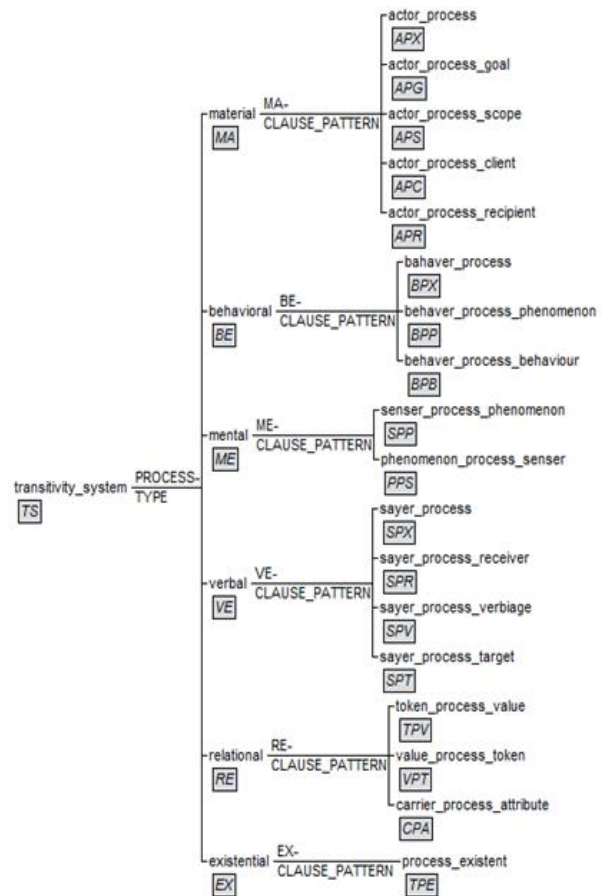 actor_process
APX
actor_process_goal
APG
material MA-
CLAUSE_PATTERN
MA
actor_process_scope
APS
actor_process_client
APC
actor_process_recipient
APR
bahaver_process
BPX
behavioral BE-
CLAUSE_PATTERN
BE
behaver_process_phenomenon
BPP
behaver_process_behaviour
BPB
senser_process_phenomenon
SPP
mental ME-
CLAUSE_PATTERN
ME
phenomenon_process_senser
PPS
transitivity_system PROCESS-
TYPE
TS
sayer_process
SPX
sayer_process_receiver
SPR
verbal VE-
CLAUSE_PATTERN
VE
sayer_process_verbiage
SPV
sayer_process_target
SPT
token_process_value
TPV
relational RE-
CLAUSE_PATTERN
RE
value_process_token
VPT
carrier_process_attribute
CPA
existential EX-
CLAUSE_PATTERN
EX
process_existent
TPE